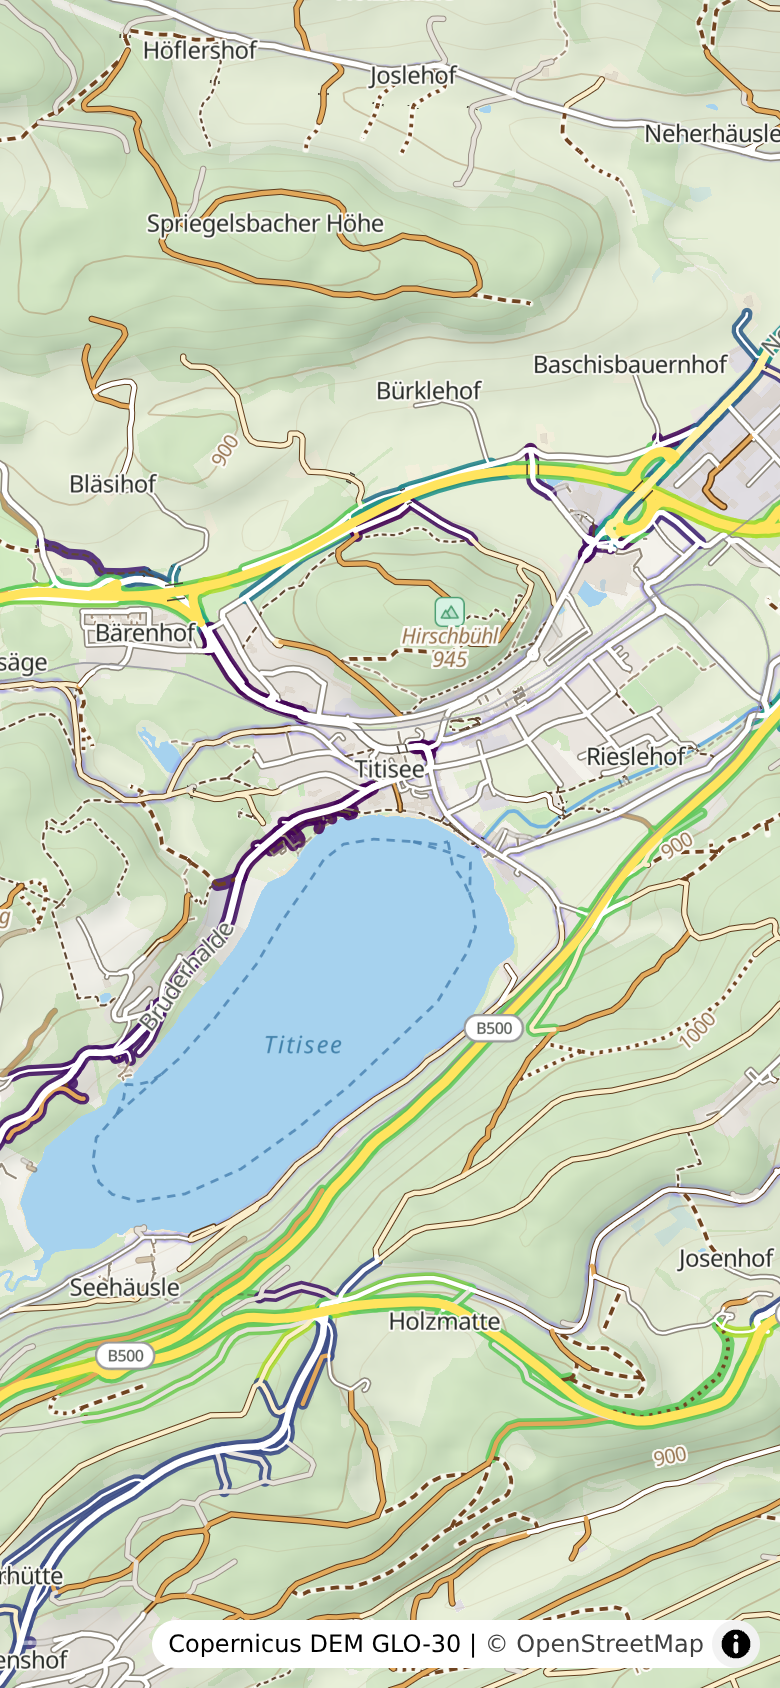 Höflershof
Joslehof
Neherhäusle
Spriegelsbacher Höhe
Baschisbauernhof
Bürklehof
900
Bläsihof
Hirschbühl
945
Bärenhof
säge
Rieslehof
Titisee
900
g
Bruderhalde
B500
1000
Titisee
Josenhof
Seehäusle
Holzmatte
B500
900
rhütte
Copernicus DEM GLO-30 | © OpenStreetMap
enshof